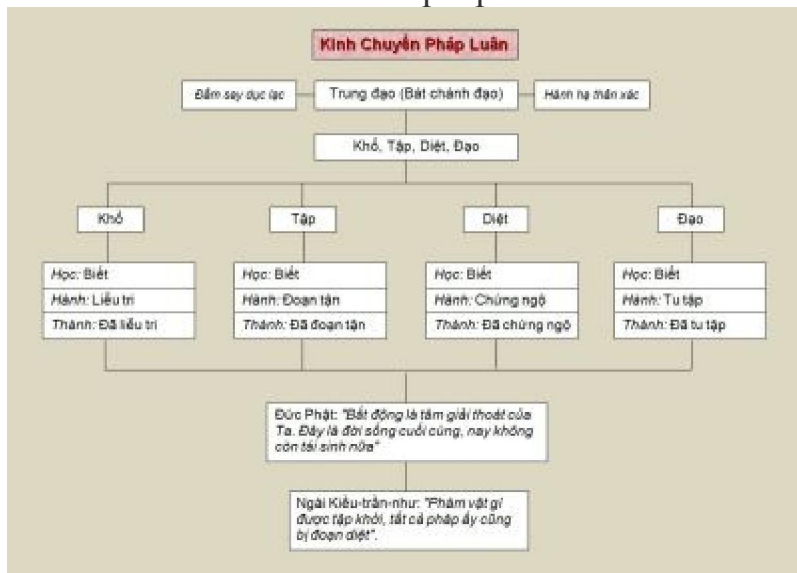 Kinh Chuyển Pháp Luân
Đắm say dục lạc
Trung đạo (Bát chánh đạo)
Hành hạ thân xác
Khổ, Tập, Diệt, Đạo
Khổ
Tập
Diệt
Đạo
Học: Biết
Hành: Liễu tri
Thành: Đã liễu tri
Học: Biết
Hành: Đoạn tận
Thành: Đã đoạn tận
Học: Biết
Hành: Chứng ngộ
Thành: Đã chứng ngộ
Học: Biết
Hành: Tu tập
Thành: Đã tu tập
Đức Phật: "Bất động là tâm giải thoát của
Ta. Đây là đời sống cuối cùng, nay không
còn tái sinh nữa"
Ngài Kiều-trần-như: "Phàm vật gì
được tập khởi, tất cả pháp ấy cũng
bị đoạn diệt".